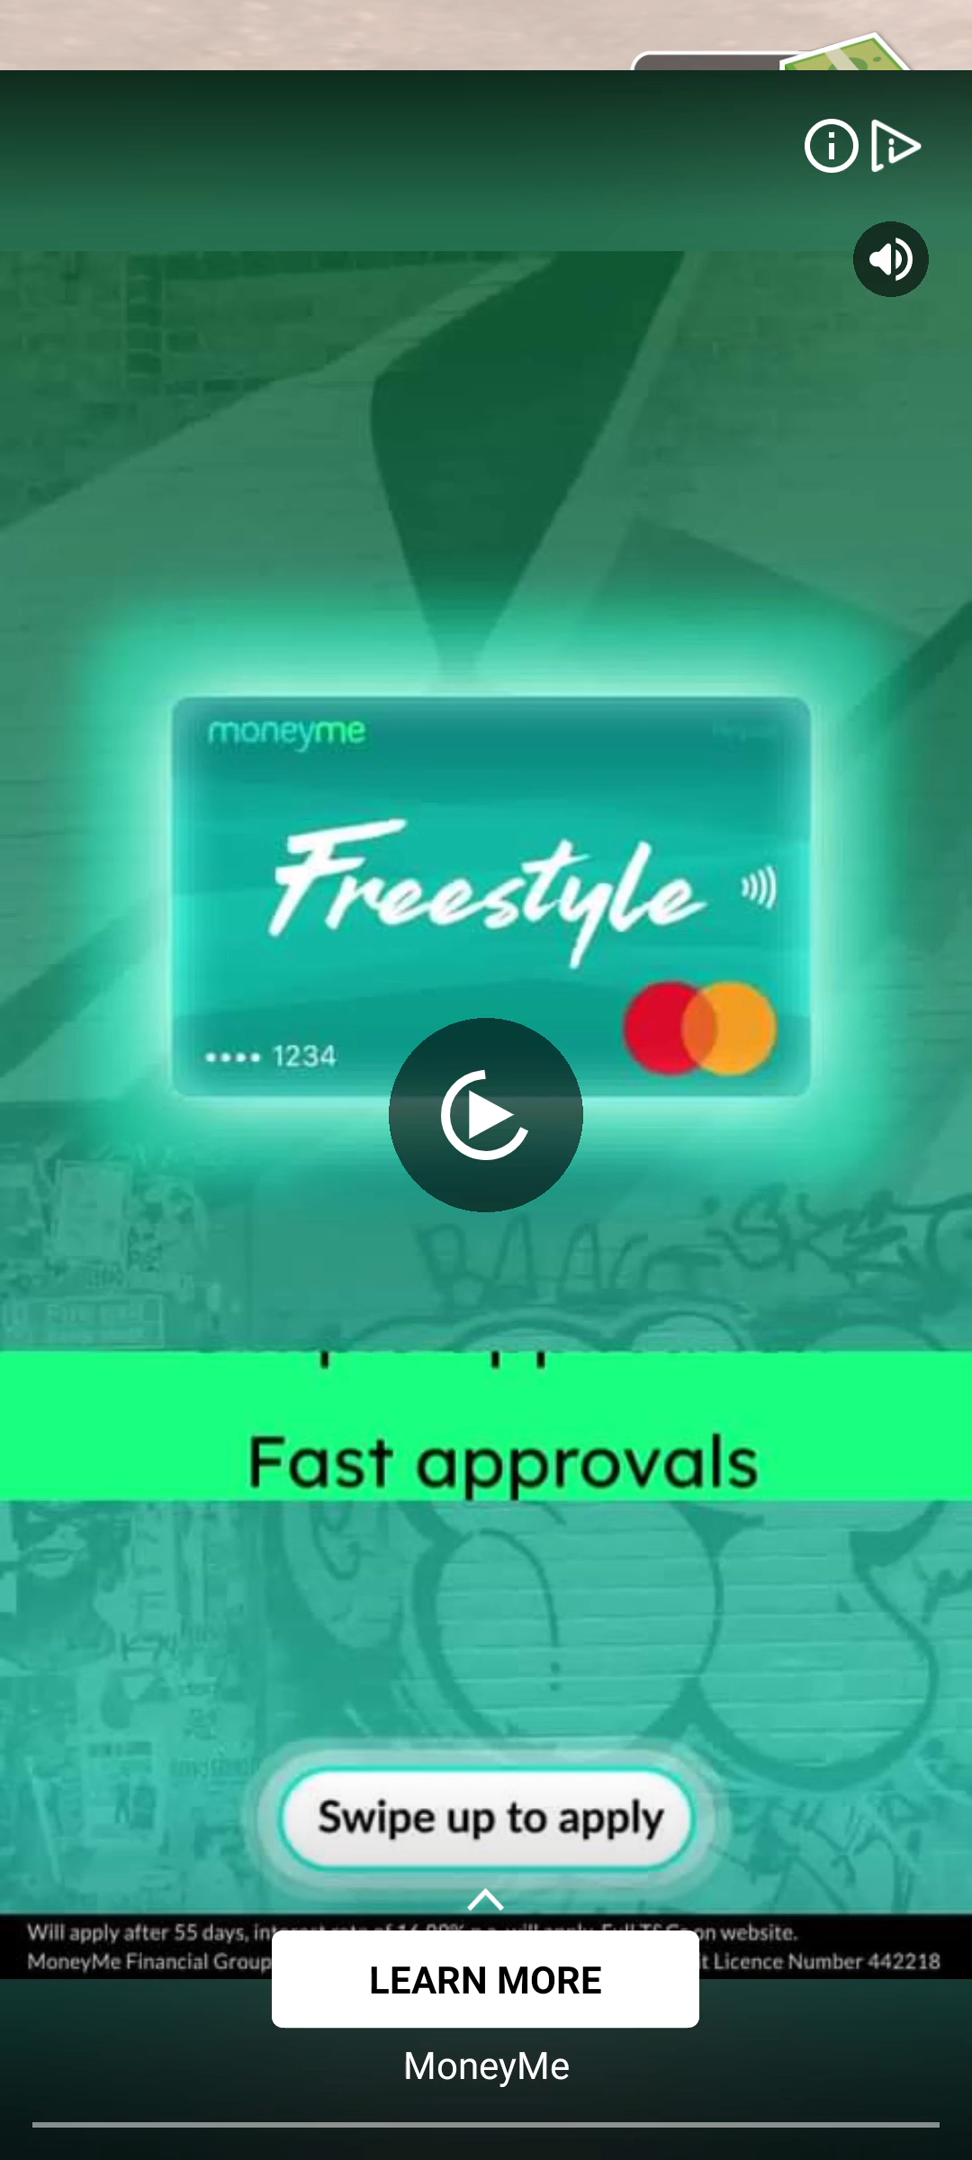 moneyme
Freestyle
•••• 1234
Fast approvals
Swipe up to apply
Will apply after 55 days, on website.
MoneyMe Financial Group Licence Number 442218
LEARN MORE
MoneyMe